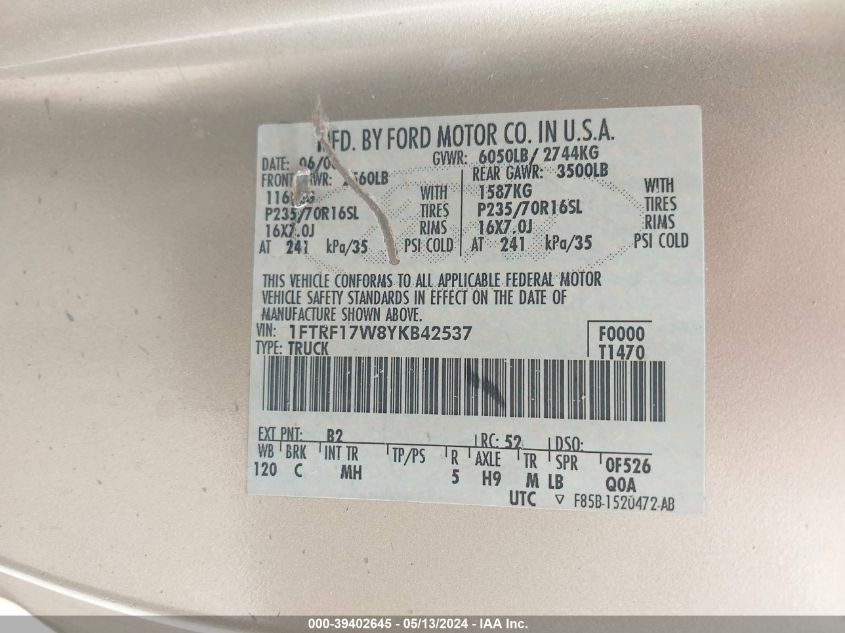 MFD. BY FORD MOTOR CO. IN U.S.A.
DATE: GVWR: 6050LB/ 2744KG
FRONT REAR GAWR: 3500LB
WITH 1587KG WITH
P235/70R16SL TIRES P235/70R16SL TIRES
16X7.0J RIMS 16X7.0J RIMS
AT 241 kPa/35 PSI COLD AT 241 kPa/35 PSI COLD
THIS VEHICLE CONFORMS TO ALL APPLICABLE FEDERAL MOTOR
VEHICLE SAFETY STANDARDS IN EFFECT ON THE DATE OF
MANUFACTURE SHOWN ABOVE.
VIN: 1FTRF17W8YKB42537 F0000
TYPE: TRUCK T1470
EXT PNT: B2 RC: 52 DSO:
WB BRK INT TR TP/PS R AXLE TR SPR 0F526
120 C MH 5 H9 M LB Q0A
UTC F85B-1520472-AB
000-39402645 - 05/13/2024 - IAA Inc.